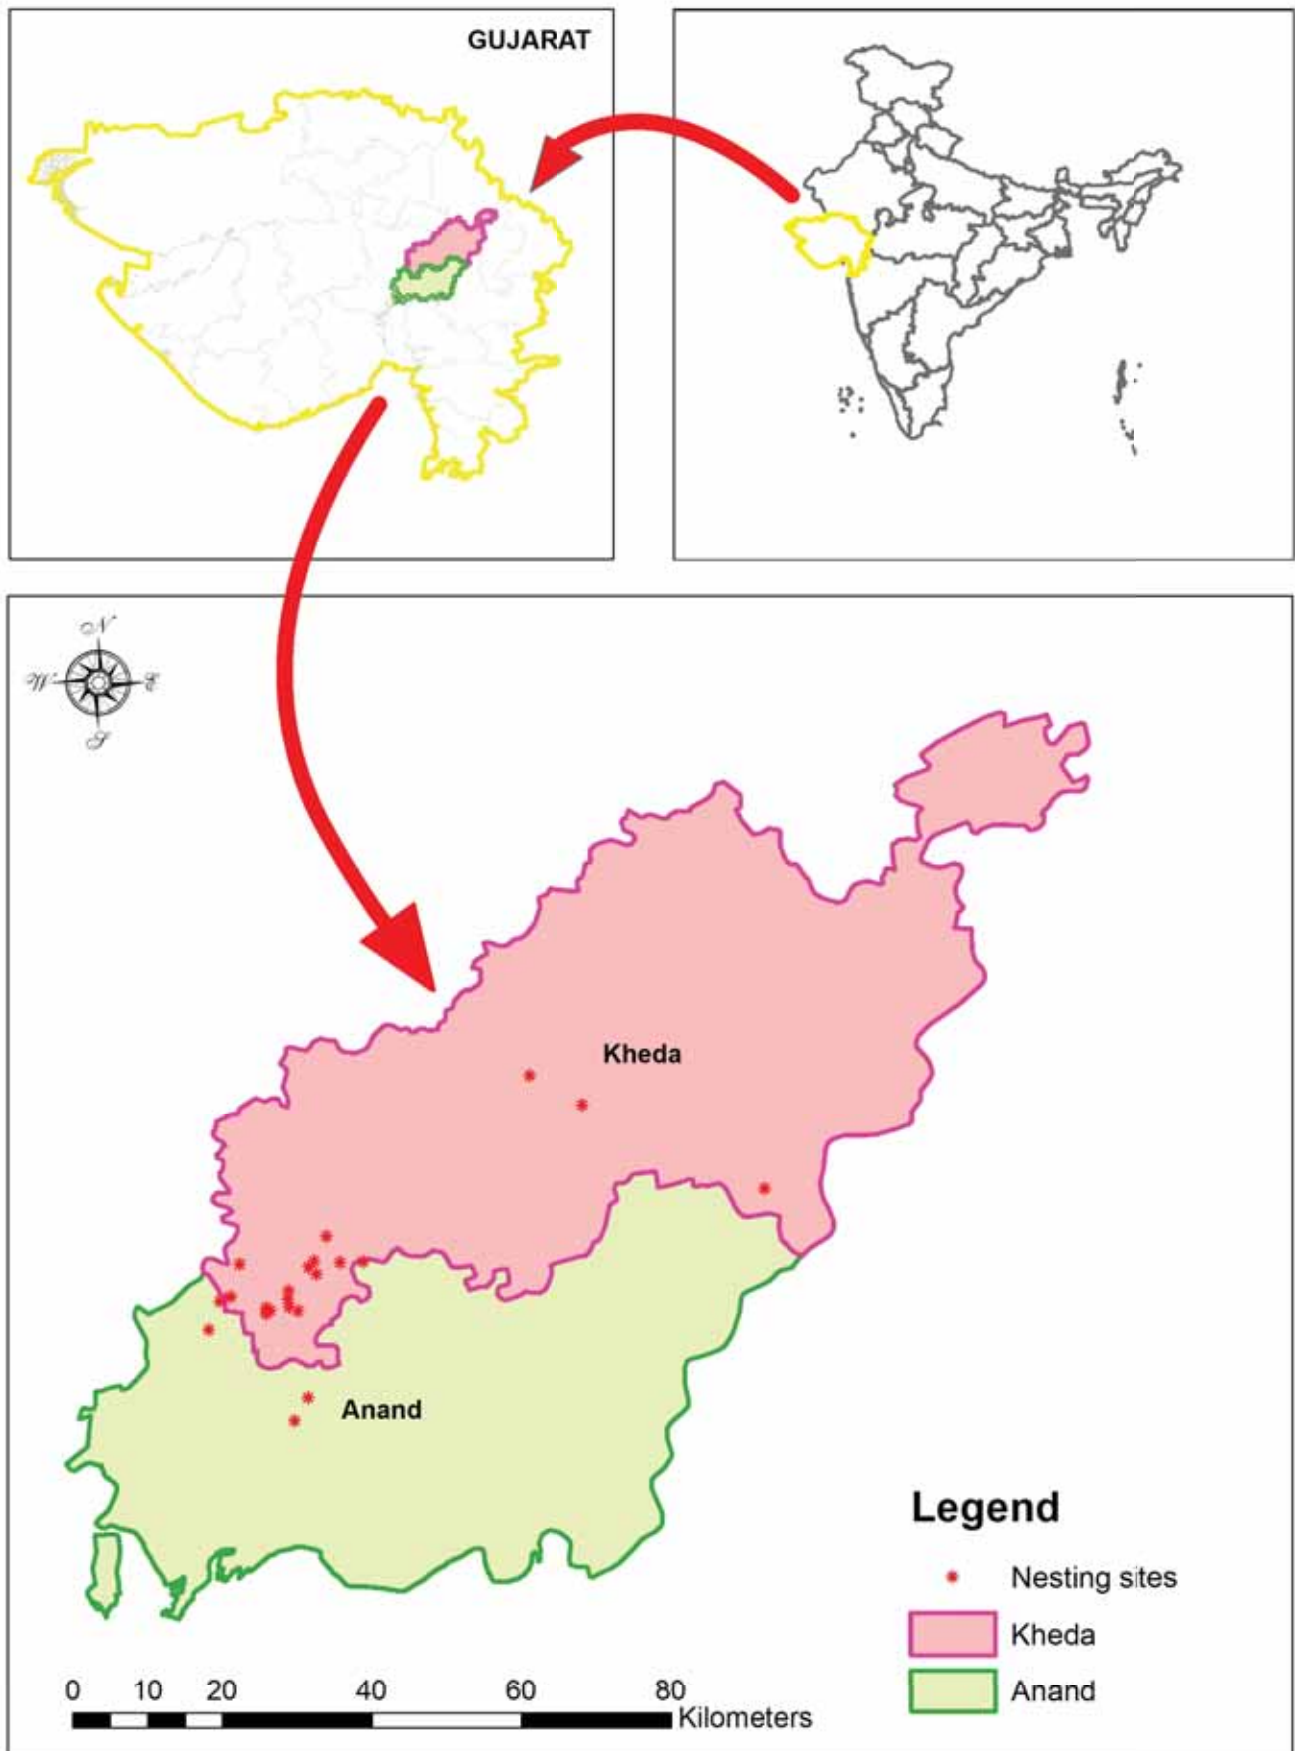 GUJARAT
N
W
E
S
Kheda
Anand
Legend
Nesting sites
Kheda
Anand
0 10 20 40 60 80
Kilometers